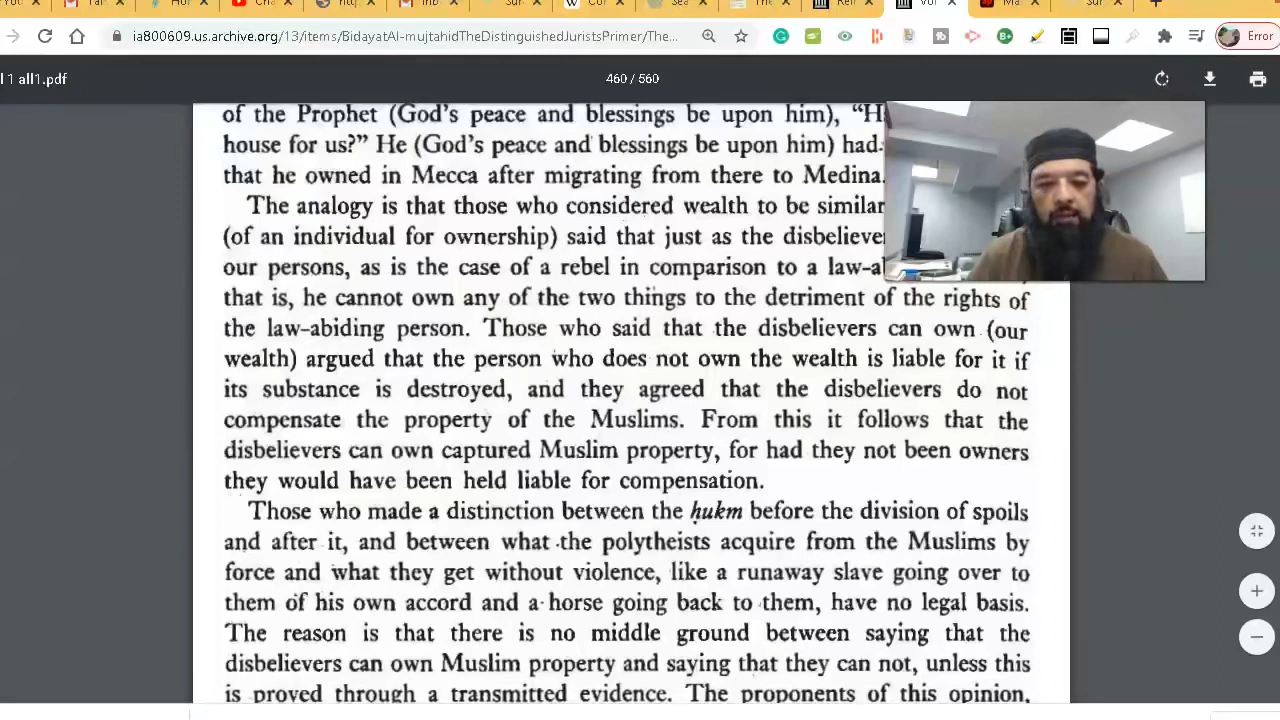 Error
ia800609.us.archive.org/13/items/BidayatAl-mujtahidTheDistinguishedJuristsPrimer/The...
l 1 all1.pdf
460 / 560
of the Prophet (God's peace and blessings be upon him), "H
house for us?" He (God's peace and blessings be upon him) had
that he owned in Mecca after migrating from there to Medina.
The analogy is that those who considered wealth to be similar
(of an individual for ownership) said that just as the disbeliever
our persons, as is the case of a rebel in comparison to a law-a
that is, he cannot own any of the two things to the detriment of the rights of
the law-abiding person. Those who said that the disbelievers can own (our
wealth) argued that the person who does not own the wealth is liable for it if
its substance is destroyed, and they agreed that the disbelievers do not
compensate the property of the Muslims. From this it follows that the
disbelievers can own captured Muslim property, for had they not been owners
they would have been held liable for compensation.
Those who made a distinction between the ḥukm before the division of spoils
and after it, and between what the polytheists acquire from the Muslims by
force and what they get without violence, like a runaway slave going over to
them of his own accord and a horse going back to them, have no legal basis.
The reason is that there is no middle ground between saying that the
disbelievers can own Muslim property and saying that they can not, unless this
is proved through a transmitted evidence. The proponents of this opinion,